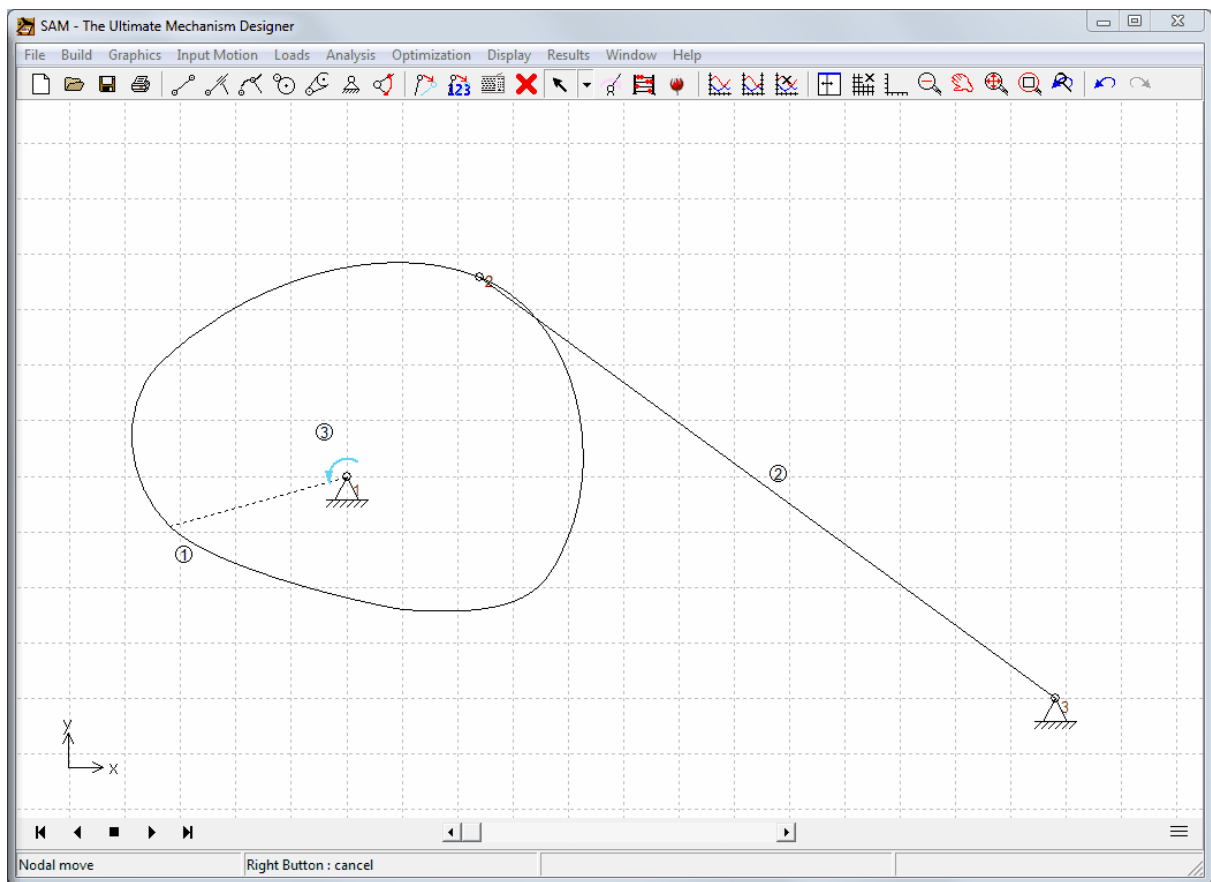 SAM - The Ultimate Mechanism Designer
File Build Graphics Input Motion Loads Analysis Optimization Display Results Window Help
123
2
③
1
②
①
3
y
x
Nodal move Right Button : cancel